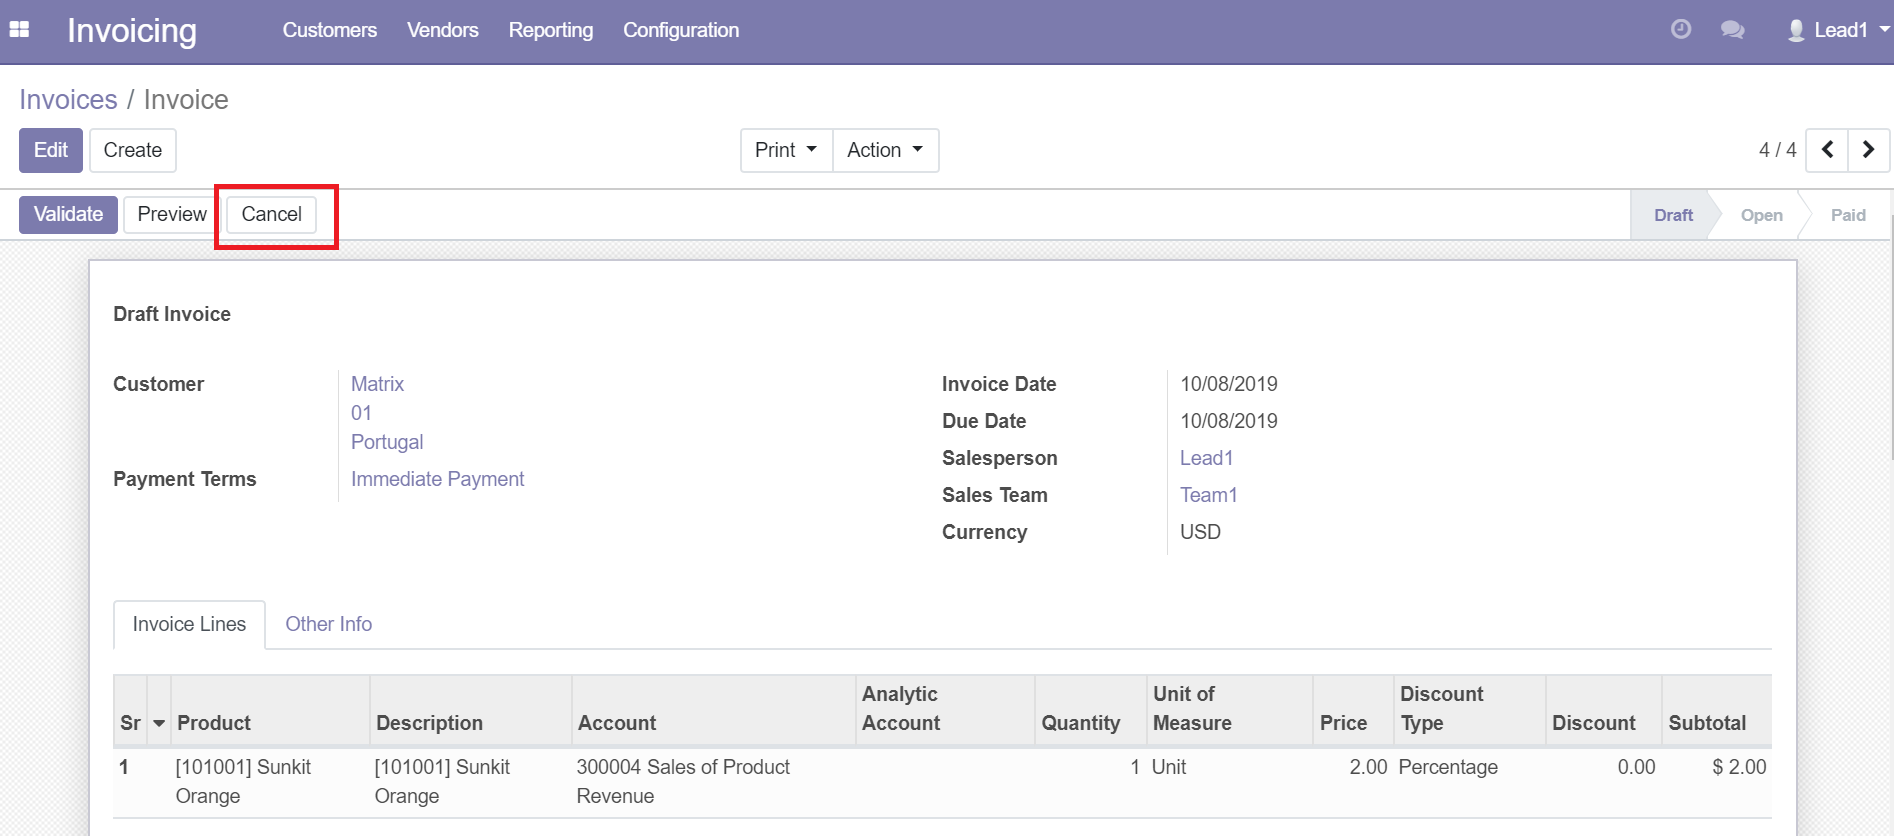 Invoicing Customers Vendors Reporting Configuration Lead1
Invoices / Invoice
Edit Create Print Action 4 / 4
Validate Preview Cancel Draft Open Paid
Draft Invoice
Customer Matrix Invoice Date 10/08/2019
01
Due Date 10/08/2019
Portugal
Salesperson Lead1
Payment Terms Immediate Payment
Sales Team Team1
Currency USD
Invoice Lines Other Info
Analytic Unit of Discount
Sr Product Description Account Account Quantity Measure Price Type Discount Subtotal
1 [101001] Sunkit [101001] Sunkit 300004 Sales of Product 1 Unit 2.00 Percentage 0.00 $ 2.00
Orange Orange Revenue